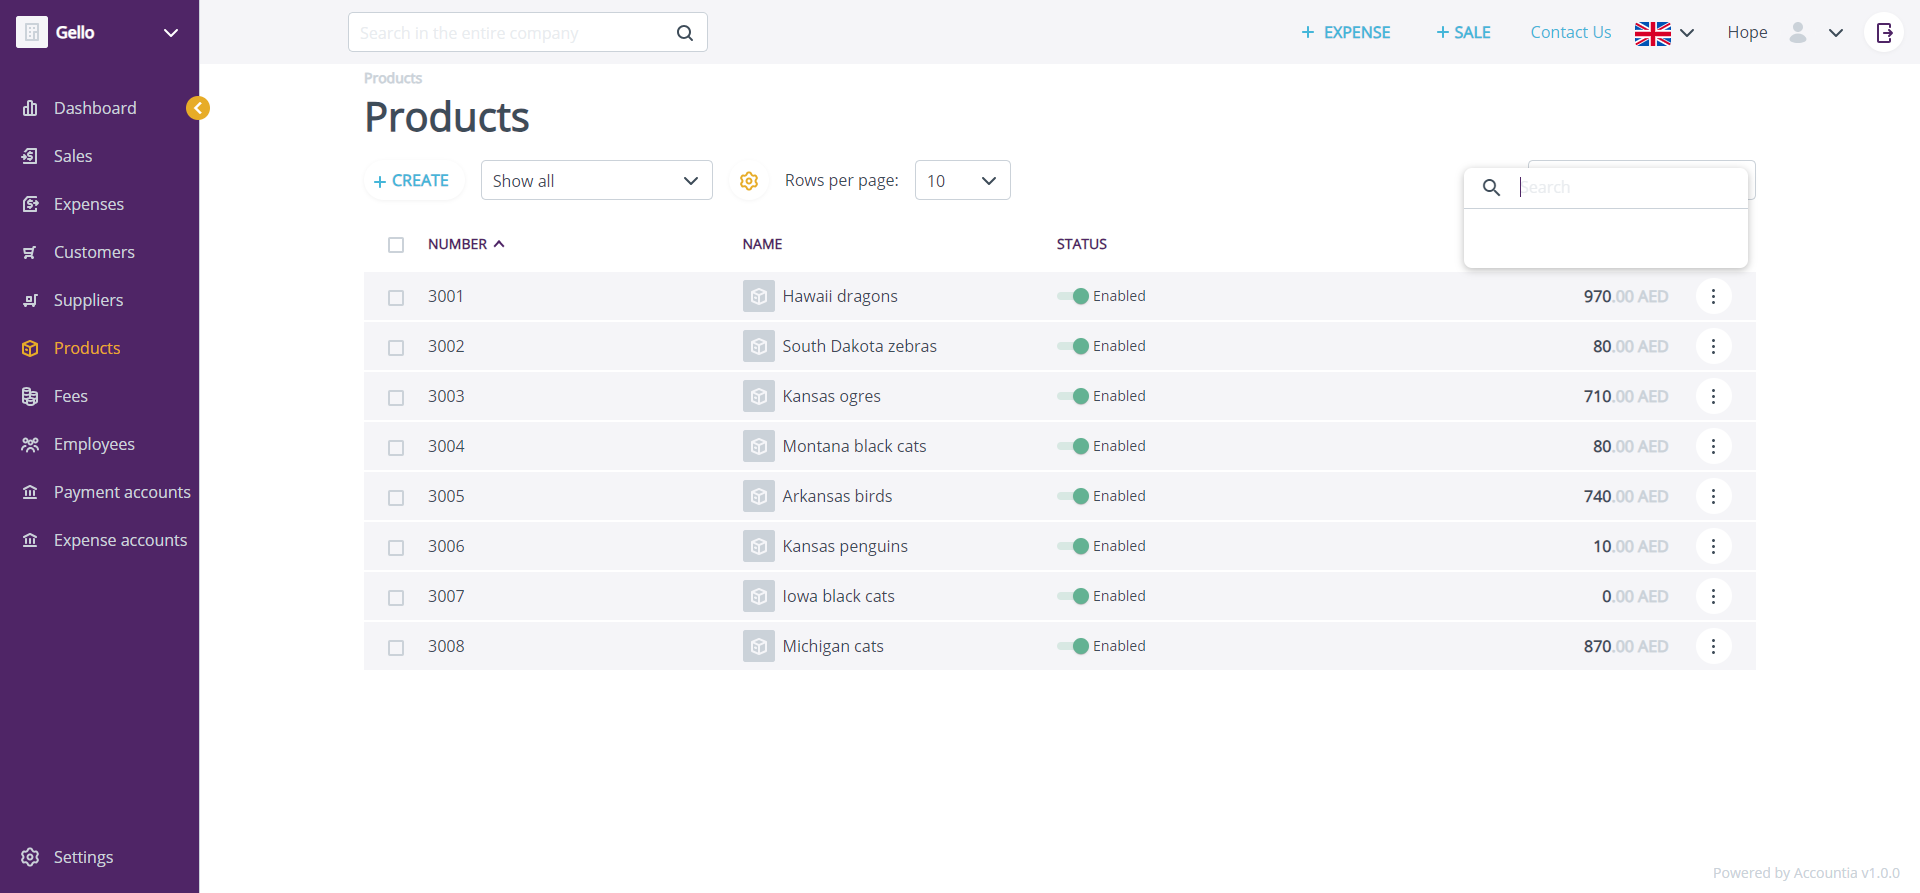 Gello
Search in the entire company
+ EXPENSE
+ SALE
Contact Us
Hope
Dashboard
Sales
Expenses
Customers
Suppliers
Products
Fees
Employees
Payment accounts
Expense accounts
Settings
Products
Products
+ CREATE
Show all
Rows per page:
10
Search
NUMBER NAME STATUS
3001 Hawaii dragons Enabled 970.00 AED
3002 South Dakota zebras Enabled 80.00 AED
3003 Kansas ogres Enabled 710.00 AED
3004 Montana black cats Enabled 80.00 AED
3005 Arkansas birds Enabled 740.00 AED
3006 Kansas penguins Enabled 10.00 AED
3007 Iowa black cats Enabled 0.00 AED
3008 Michigan cats Enabled 870.00 AED
Powered by Accountia v1.0.0